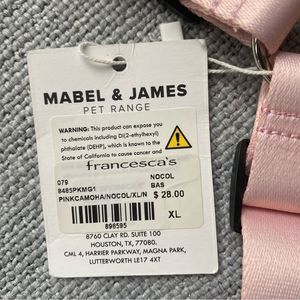 MABEL & JAMES
PET RANGE
WARNING: This product can expose you
to chemicals including Di(2-ethylhexyl)
phthalate (DEHP), which is known to the
State of California to cause cancer and
francesca's
079
NOCOL
8485PKMG1
BAS
PINKCAMOHA/NOCOL/XL/N
$ 28.00
XL
898595
8760 CLAY RD. SUITE 100
HOUSTON, TX, 77080.
CML 4, HARRIER PARKWAY, MAGNA PARK,
LUTTERWORTH LE17 4XT